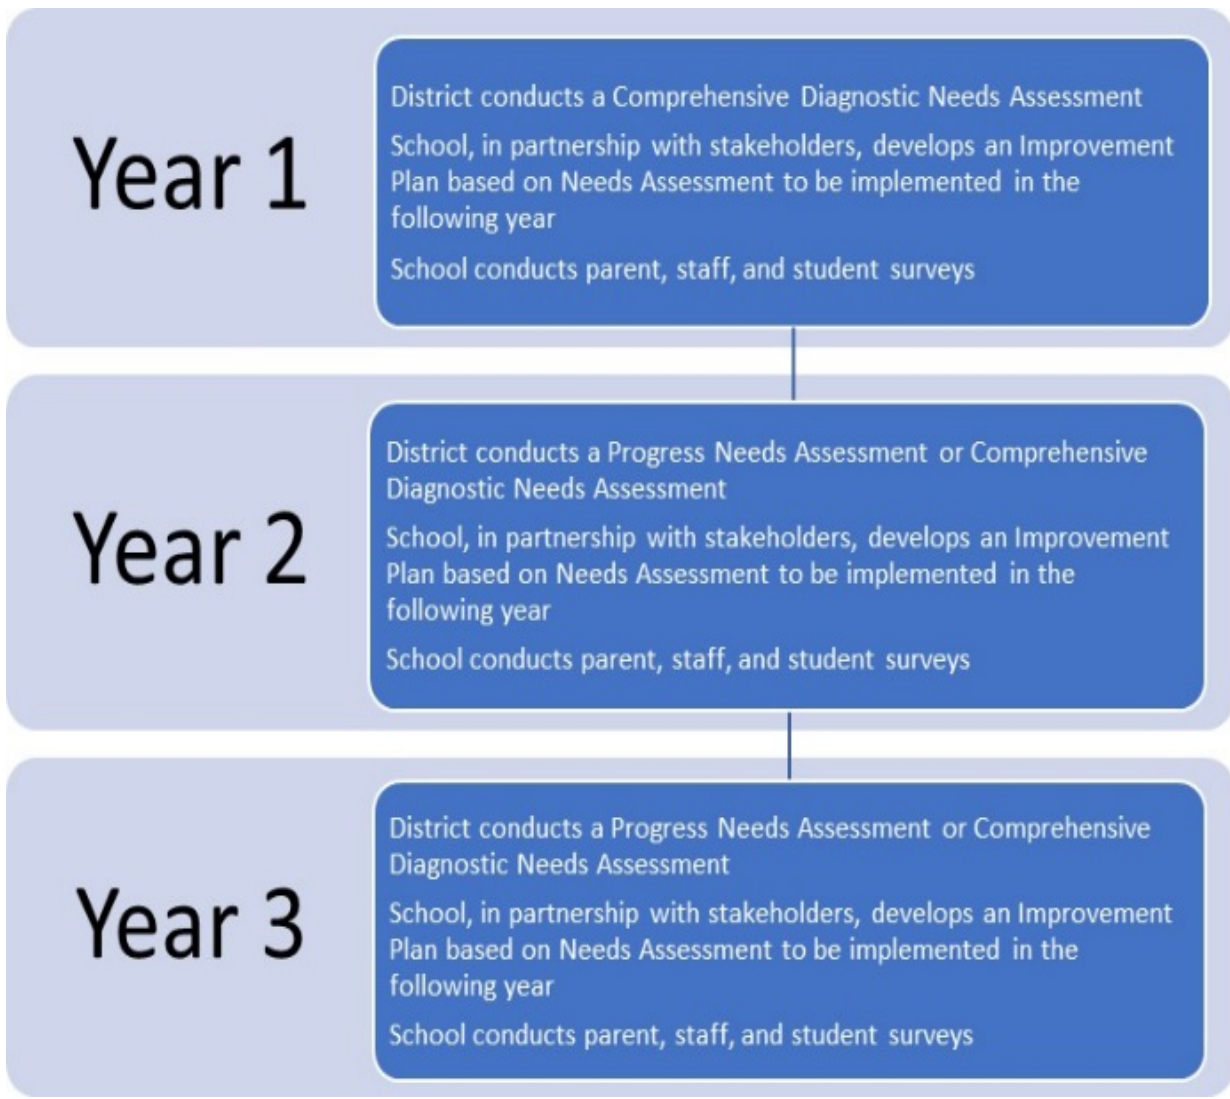 Year 1
District conducts a Comprehensive Diagnostic Needs Assessment
School, in partnership with stakeholders, develops an Improvement
Plan based on Needs Assessment to be implemented in the
following year
School conducts parent, staff, and student surveys
Year 2
District conducts a Progress Needs Assessment or Comprehensive
Diagnostic Needs Assessment
School, in partnership with stakeholders, develops an Improvement
Plan based on Needs Assessment to be implemented in the
following year
School conducts parent, staff, and student surveys
Year 3
District conducts a Progress Needs Assessment or Comprehensive
Diagnostic Needs Assessment
School, in partnership with stakeholders, develops an Improvement
Plan based on Needs Assessment to be implemented in the
following year
School conducts parent, staff, and student surveys